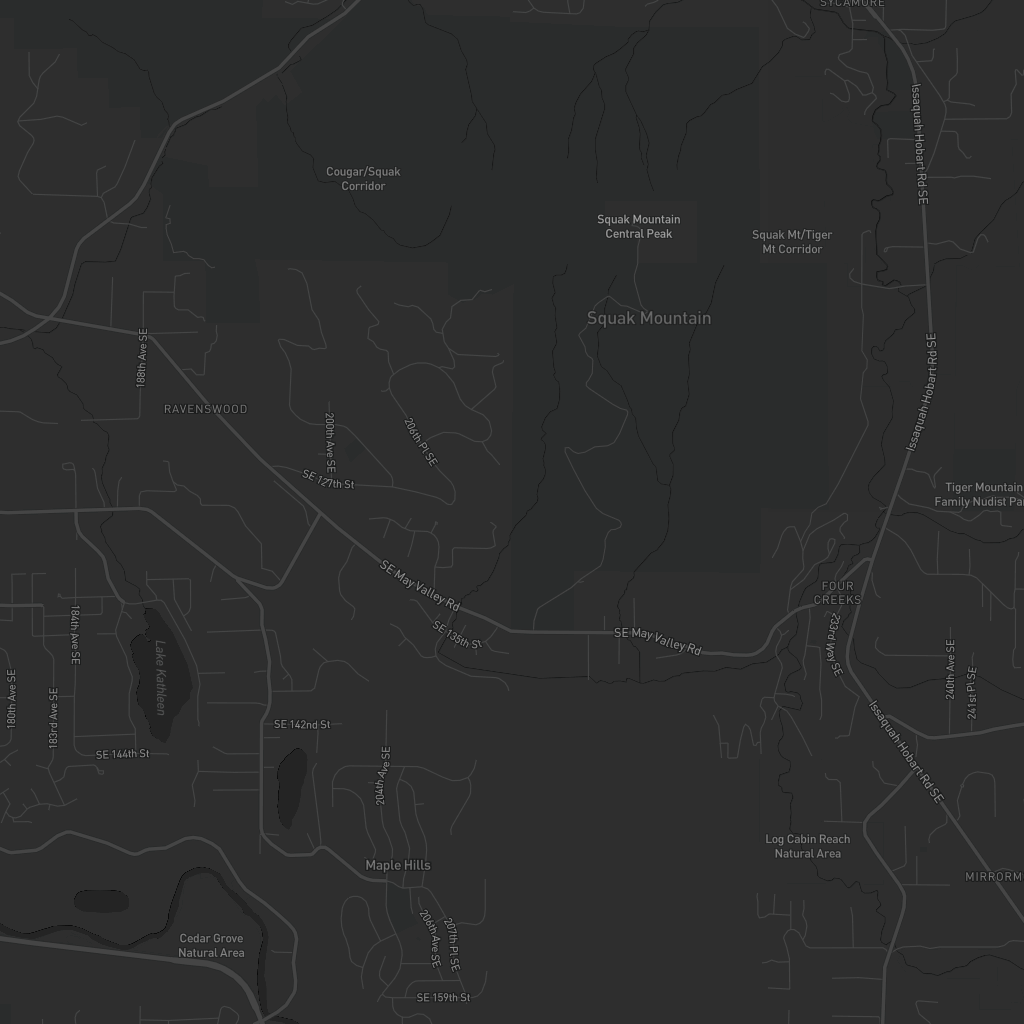 SYCAMORE
Issaquah Hobart Rd SE
Cougar/Squak
Corridor
Squak Mountain
Central Peak
Squak Mt/Tiger
Mt Corridor
Squak Mountain
188th Ave SE
Issaquah Hobart Rd SE
RAVENSWOOD
200th Ave SE
206th Pl SE
SE 127th St
Tiger Mountain
Family Nudist Par
SE May Valley Rd
FOUR
CREEKS
184th Ave SE
SE 135th St
SE May Valley Rd
233rd Way SE
Lake Kathleen
240th Ave SE
241st Pl SE
180th Ave SE
183rd Ave SE
SE 142nd St
Issaquah Hobart Rd SE
SE 144th St
204th Ave SE
Log Cabin Reach
Natural Area
Maple Hills
MIRRORM
206th Ave SE
207th Pl SE
Cedar Grove
Natural Area
SE 159th St